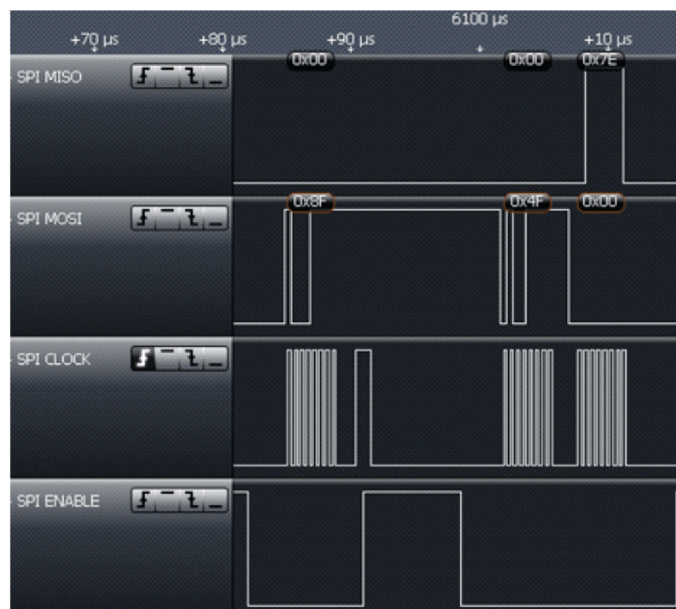 6100 µs
+70 µs +80 µs +90 µs +10 µs
0x00 0x00 0x7E
SPI MISO
0x8F 0x4F 0x00
SPI MOSI
SPI CLOCK
SPI ENABLE